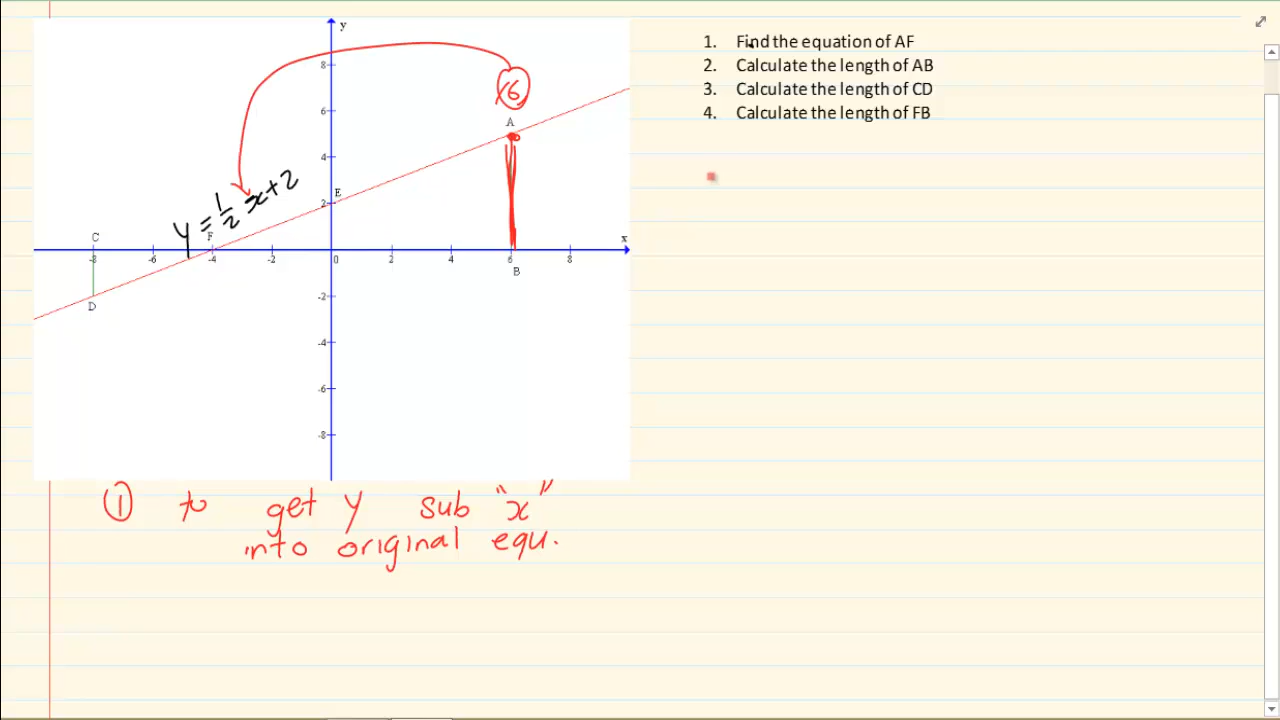 y
1. Find the equation of AF
2. Calculate the length of AB
3. Calculate the length of CD
4. Calculate the length of FB
8
(6
6
A
4
y = 1/2 x + 2
2
E
C
F
x
-8 -6 -4 -2 0 2 4 6 8
B
D
-2
-4
-6
-8
① to get y sub "x"
into original equ.